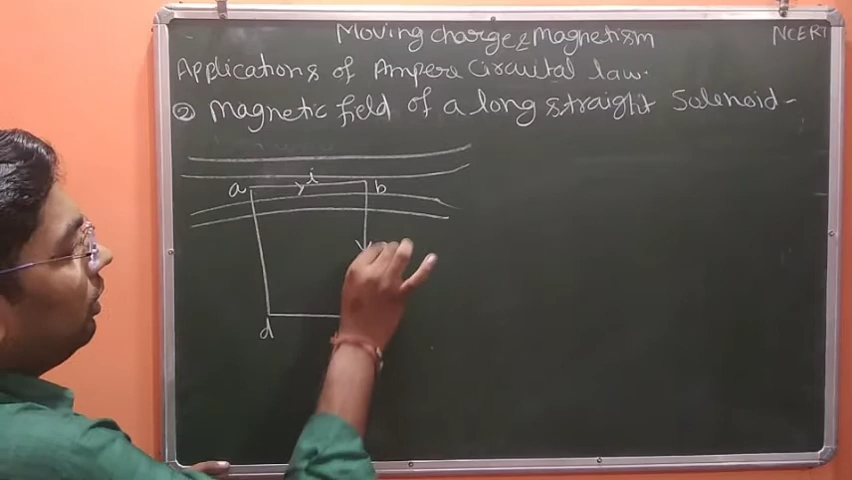 Moving charge & Magnetism
NCERT
Applications of Ampere Circuital law.
② Magnetic field of a long straight Solenoid-
a
i
b
d